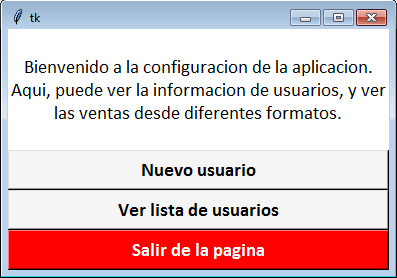 tk
Bienvenido a la configuracion de la aplicacion.
Aqui, puede ver la informacion de usuarios, y ver
las ventas desde diferentes formatos.
Nuevo usuario
Ver lista de usuarios
Salir de la pagina